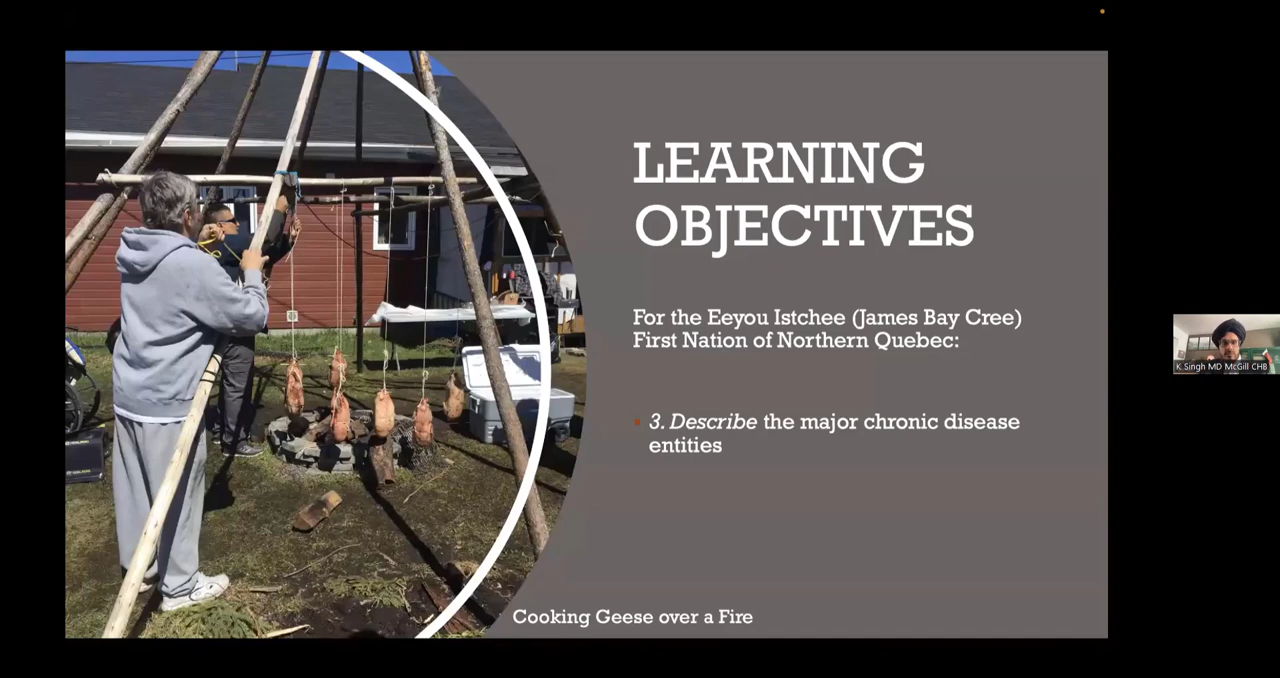 LEARNING
OBJECTIVES
For the Eeyou Istchee (James Bay Cree)
First Nation of Northern Quebec:
3. Describe the major chronic disease
entities
Cooking Geese over a Fire
K Singh MD McGill CHB